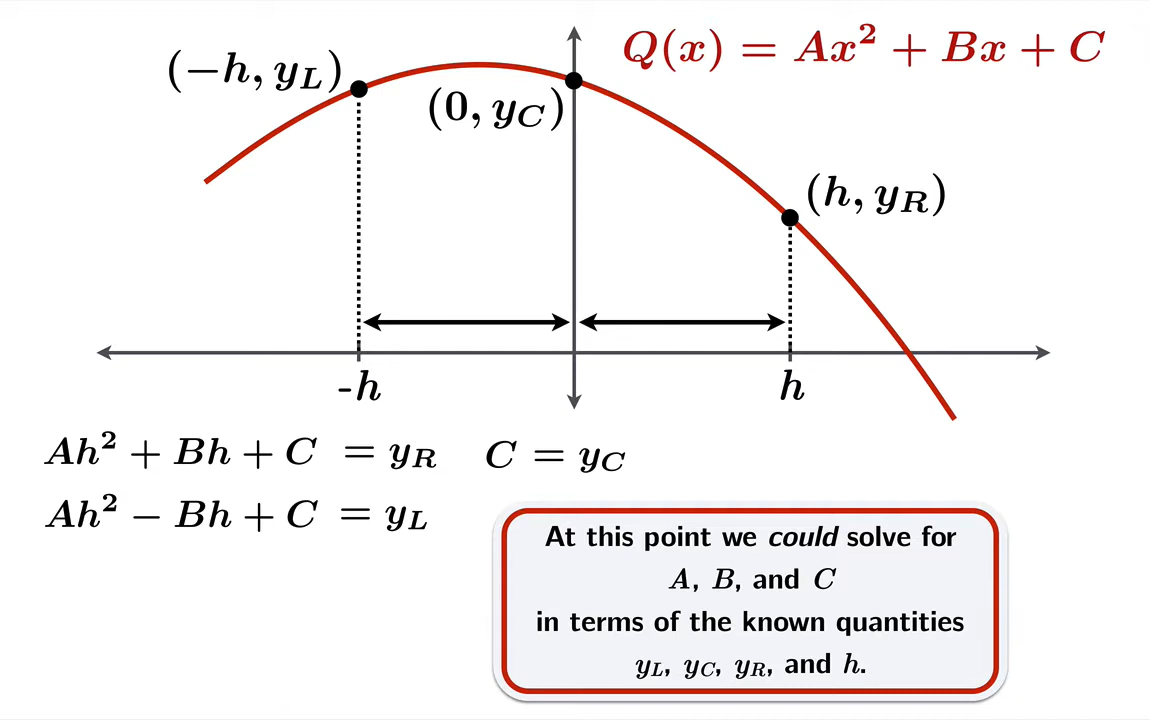 Q(x) = Ax² + Bx + C
(−h, y_L)
(0, y_C)
(h, y_R)
-h
h
Ah² + Bh + C = y_R
C = y_C
Ah² − Bh + C = y_L
At this point we could solve for
A, B, and C
in terms of the known quantities
y_L, y_C, y_R, and h.